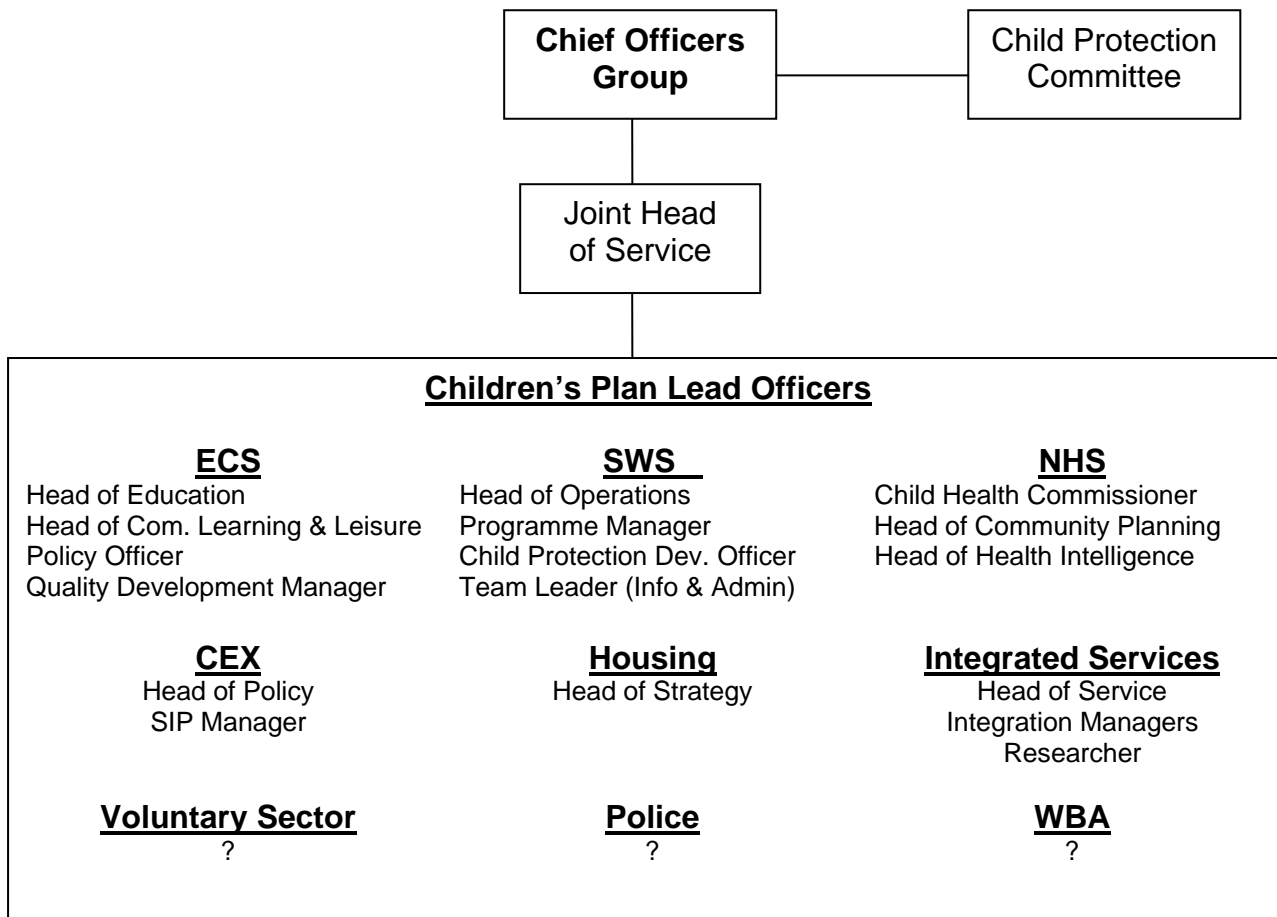 Chief Officers
Group
Child Protection
Committee
Joint Head
of Service
Children’s Plan Lead Officers
ECS
Head of Education
Head of Com. Learning & Leisure
Policy Officer
Quality Development Manager
SWS
Head of Operations
Programme Manager
Child Protection Dev. Officer
Team Leader (Info & Admin)
NHS
Child Health Commissioner
Head of Community Planning
Head of Health Intelligence
CEX
Head of Policy
SIP Manager
Housing
Head of Strategy
Integrated Services
Head of Service
Integration Managers
Researcher
Voluntary Sector
?
Police
?
WBA
?